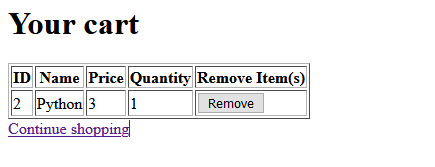 Your cart
ID Name Price Quantity Remove Item(s)
2 Python 3 1 Remove
Continue shopping